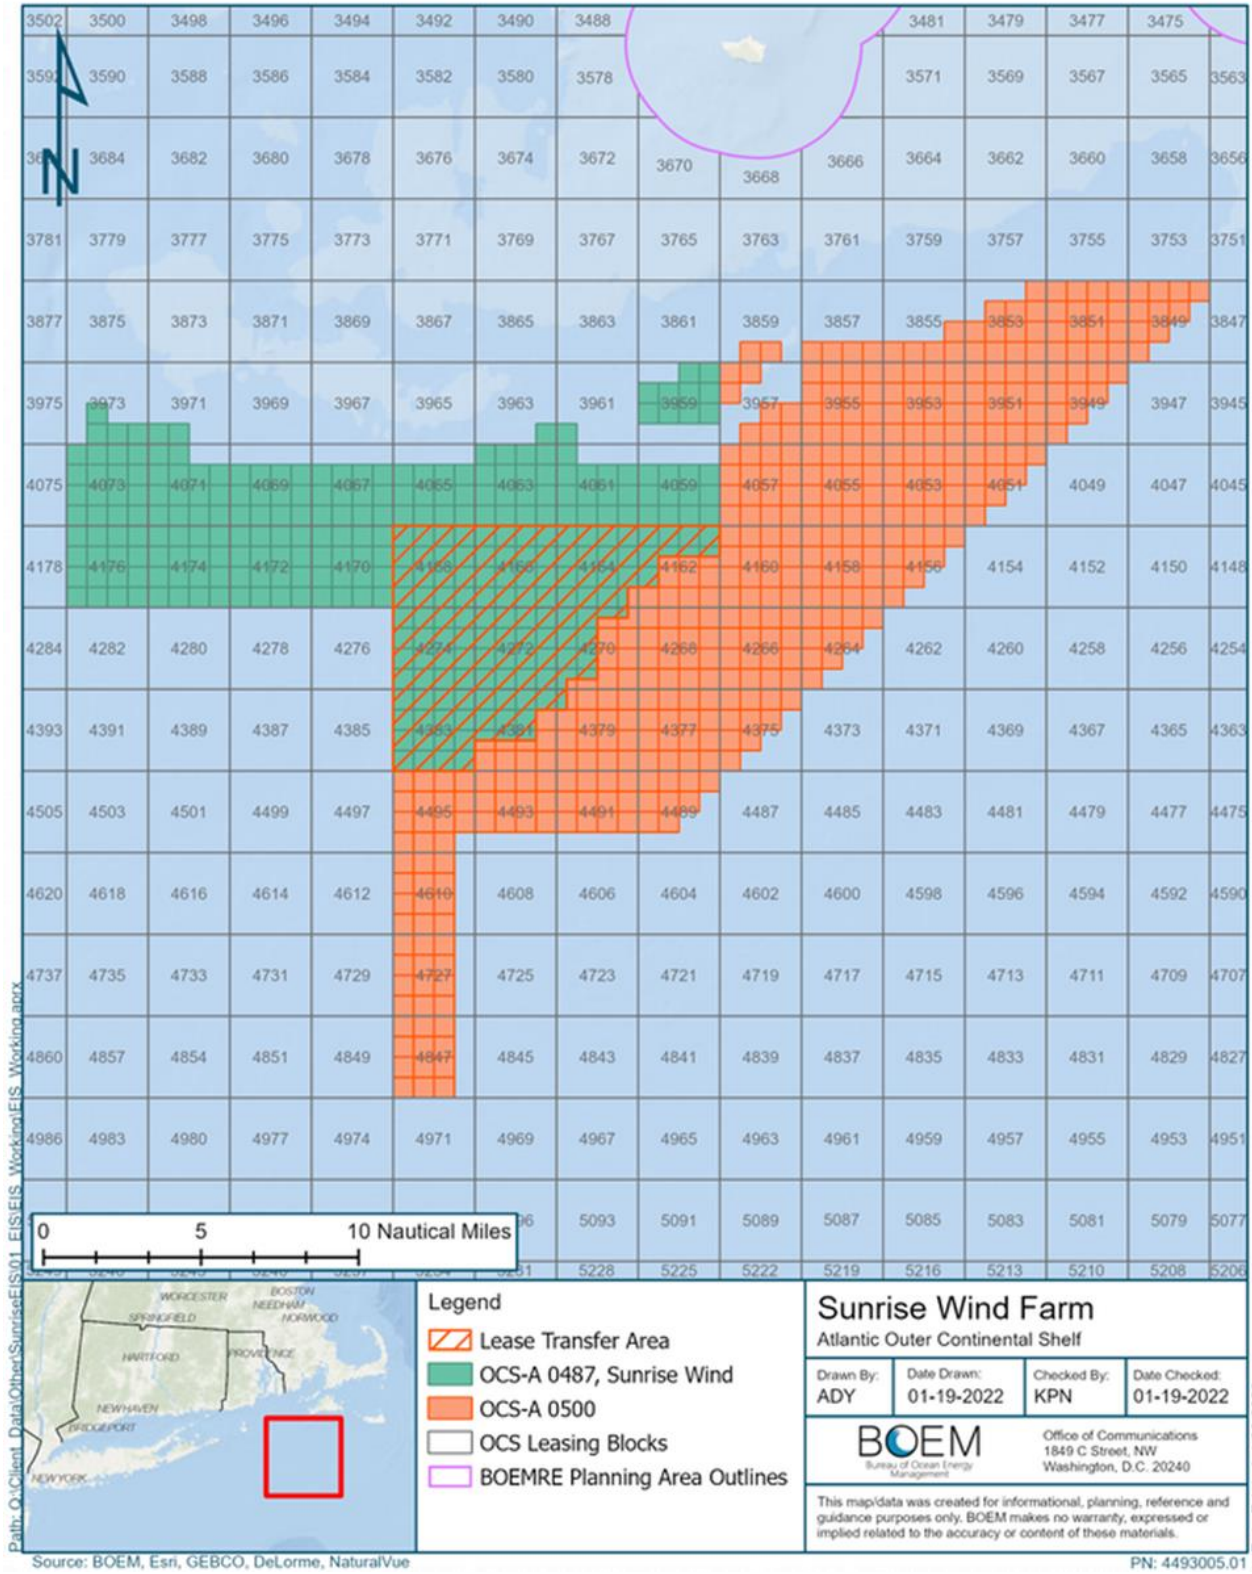 3502 3500 3498 3496 3494 3492 3490 3488 3481 3479 3477 3475
3590 3588 3586 3584 3582 3580 3578 3571 3569 3567 3565 3563
N
3684 3682 3680 3678 3676 3674 3672 3670 3668 3666 3664 3662 3660 3658 3656
3781 3779 3777 3775 3773 3771 3769 3767 3765 3763 3761 3759 3757 3755 3753 3751
3877 3875 3873 3871 3869 3867 3865 3863 3861 3859 3857 3855 3853 3851 3849 3847
3975 3973 3971 3969 3967 3965 3963 3961 3959 3957 3955 3953 3951 3949 3947 3945
4075 4073 4071 4069 4067 4065 4063 4061 4059 4057 4055 4053 4051 4049 4047 4045
4178 4176 4174 4172 4170 4168 4166 4164 4162 4160 4158 4156 4154 4152 4150 4148
4284 4282 4280 4278 4276 4274 4272 4270 4268 4266 4264 4262 4260 4258 4256 4254
4393 4391 4389 4387 4385 4383 4381 4379 4377 4375 4373 4371 4369 4367 4365 4363
4505 4503 4501 4499 4497 4495 4493 4491 4489 4487 4485 4483 4481 4479 4477 4475
4620 4618 4616 4614 4612 4610 4608 4606 4604 4602 4600 4598 4596 4594 4592 4590
4737 4735 4733 4731 4729 4727 4725 4723 4721 4719 4717 4715 4713 4711 4709 4707
4860 4857 4854 4851 4849 4847 4845 4843 4841 4839 4837 4835 4833 4831 4829 4827
4986 4983 4980 4977 4974 4971 4969 4967 4965 4963 4961 4959 4957 4955 4953 4951
5093 5091 5089 5087 5085 5083 5081 5079 5077
0 5 10 Nautical Miles
5228 5225 5222 5219 5216 5213 5210 5208 5206
Path: Q:\Client_Data\Other\SunriseEIS\01_EIS\EIS_Working\EIS_Working.aprx
WORCESTER
BOSTON
NEEDHAM
NORWOOD
SPRINGFIELD
HARTFORD
PROVIDENCE
NEW HAVEN
BRIDGEPORT
NEW YORK
Legend
Lease Transfer Area
OCS-A 0487, Sunrise Wind
OCS-A 0500
OCS Leasing Blocks
BOEMRE Planning Area Outlines
Sunrise Wind Farm
Atlantic Outer Continental Shelf
Drawn By:
ADY
Date Drawn:
01-19-2022
Checked By:
KPN
Date Checked:
01-19-2022
BOEM
Bureau of Ocean Energy
Management
Office of Communications
1849 C Street, NW
Washington, D.C. 20240
This map/data was created for informational, planning, reference and
guidance purposes only. BOEM makes no warranty, expressed or
implied related to the accuracy or content of these materials.
Source: BOEM, Esri, GEBCO, DeLorme, NaturalVue
PN: 4493005.01